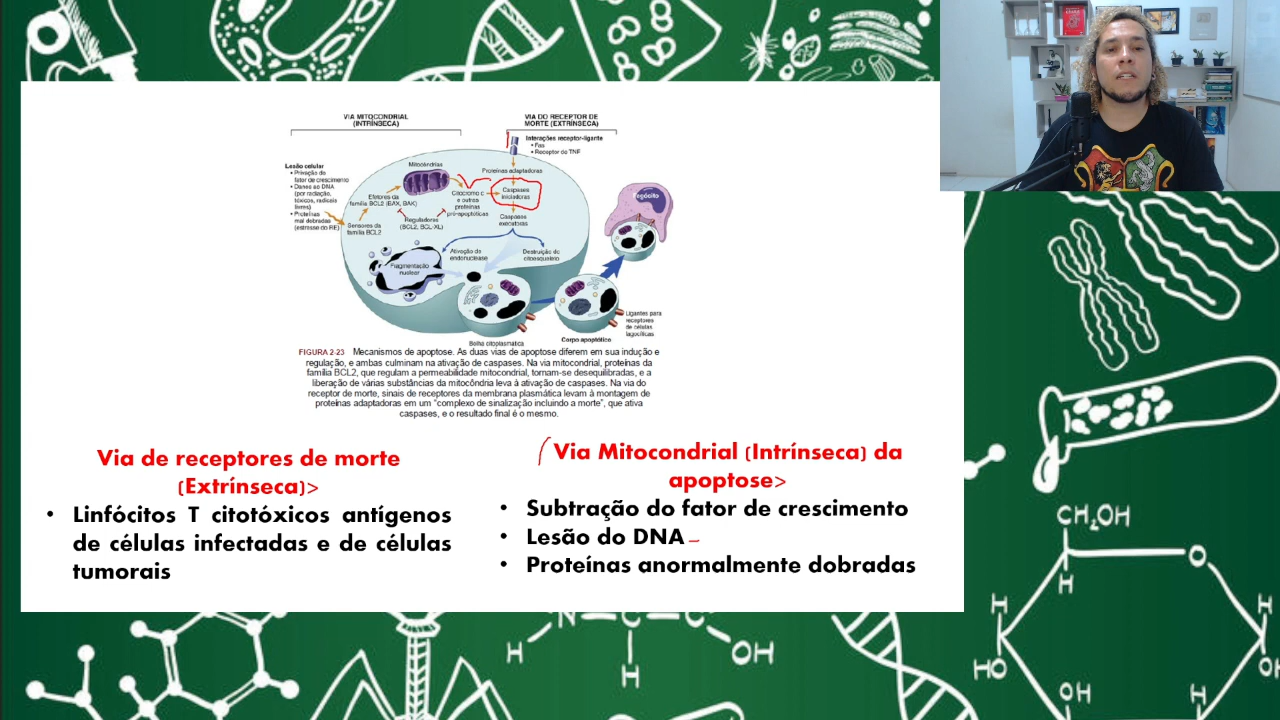 VIA MITOCONDRIAL
(INTRÍNSECA)
VIA DO RECEPTOR DE
MORTE (EXTRÍNSECA)
Interações receptor-ligante
• Fas
• Receptor do TNF
Lesão celular
• Privação do
fator de crescimento
• Danos ao DNA
(por radiação,
tóxicos, radicais
livres)
• Proteínas
mal dobradas
(estresse do RE)
Mitocôndrias
Proteínas adaptadoras
Efetores da
família BCL2 (BAX, BAK)
Citocromo c
e outras
proteínas
pró-apoptóticas
Caspases
iniciadoras
Reguladores
(BCL2, BCL-XL)
Sensores da
família BCL2
Caspases
executoras
Ativação da
endonuclease
Destruição do
citoesqueleto
Fragmentação
nuclear
Fagócito
Ligantes para
receptores
de células
fagocíticas
Bolha citoplasmática
Corpo apoptótico
FIGURA 2-23 Mecanismos de apoptose. As duas vias de apoptose diferem em sua indução e
regulação, e ambas culminam na ativação de caspases. Na via mitocondrial, proteínas da
família BCL2, que regulam a permeabilidade mitocondrial, tornam-se desequilibradas, e a
liberação de várias substâncias da mitocôndria leva à ativação de caspases. Na via do
receptor de morte, sinais de receptores da membrana plasmática levam à montagem de
proteínas adaptadoras em um “complexo de sinalização incluindo a morte”, que ativa
caspases, e o resultado final é o mesmo.
Via de receptores de morte
(Extrínseca)>
• Linfócitos T citotóxicos antígenos
de células infectadas e de células
tumorais
Via Mitocondrial (Intrínseca) da
apoptose>
• Subtração do fator de crescimento
• Lesão do DNA
• Proteínas anormalmente dobradas
CH₂OH
O
H
H
H
HO
OH
H
OH
H
N
C
C
OH
H